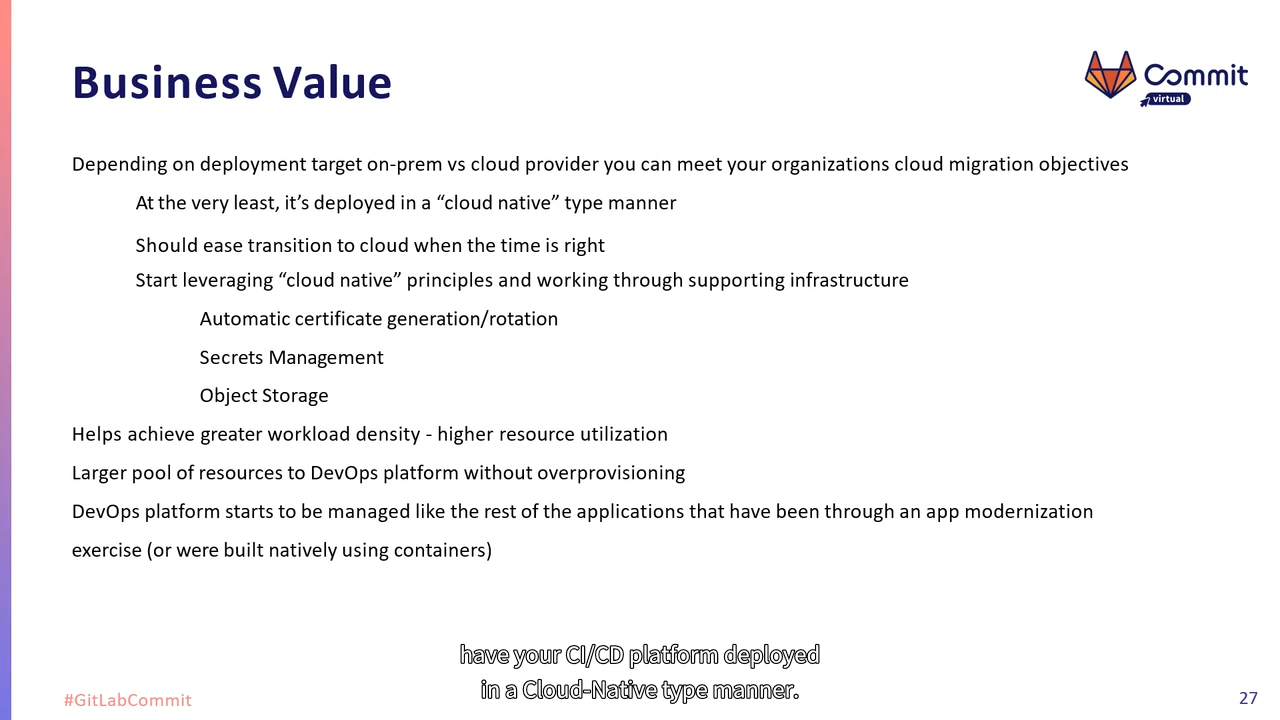 Business Value
Commit
virtual
Depending on deployment target on-prem vs cloud provider you can meet your organizations cloud migration objectives
At the very least, it’s deployed in a “cloud native” type manner
Should ease transition to cloud when the time is right
Start leveraging “cloud native” principles and working through supporting infrastructure
Automatic certificate generation/rotation
Secrets Management
Object Storage
Helps achieve greater workload density - higher resource utilization
Larger pool of resources to DevOps platform without overprovisioning
DevOps platform starts to be managed like the rest of the applications that have been through an app modernization
exercise (or were built natively using containers)
have your CI/CD platform deployed
in a Cloud-Native type manner.
#GitLabCommit
27